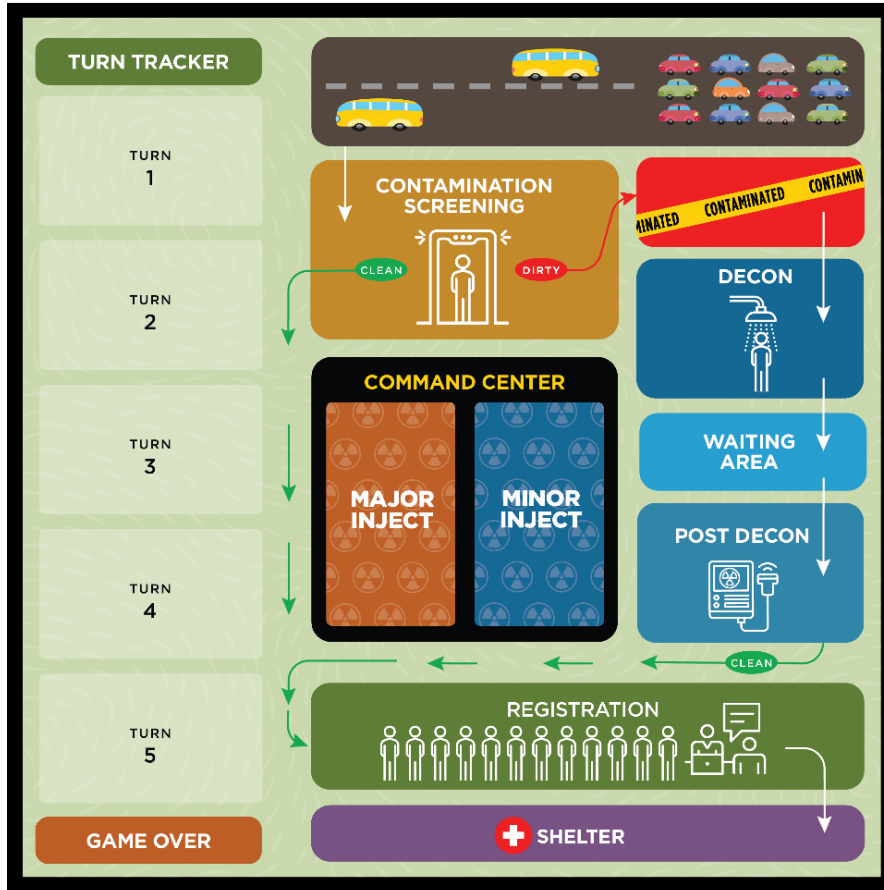 TURN TRACKER
TURN
1
TURN
2
TURN
3
TURN
4
TURN
5
GAME OVER
CONTAMINATION
SCREENING
CLEAN
DIRTY
MINATED CONTAMINATED CONTAMIN
DECON
WAITING
AREA
POST DECON
CLEAN
COMMAND CENTER
MAJOR
INJECT
MINOR
INJECT
REGISTRATION
SHELTER